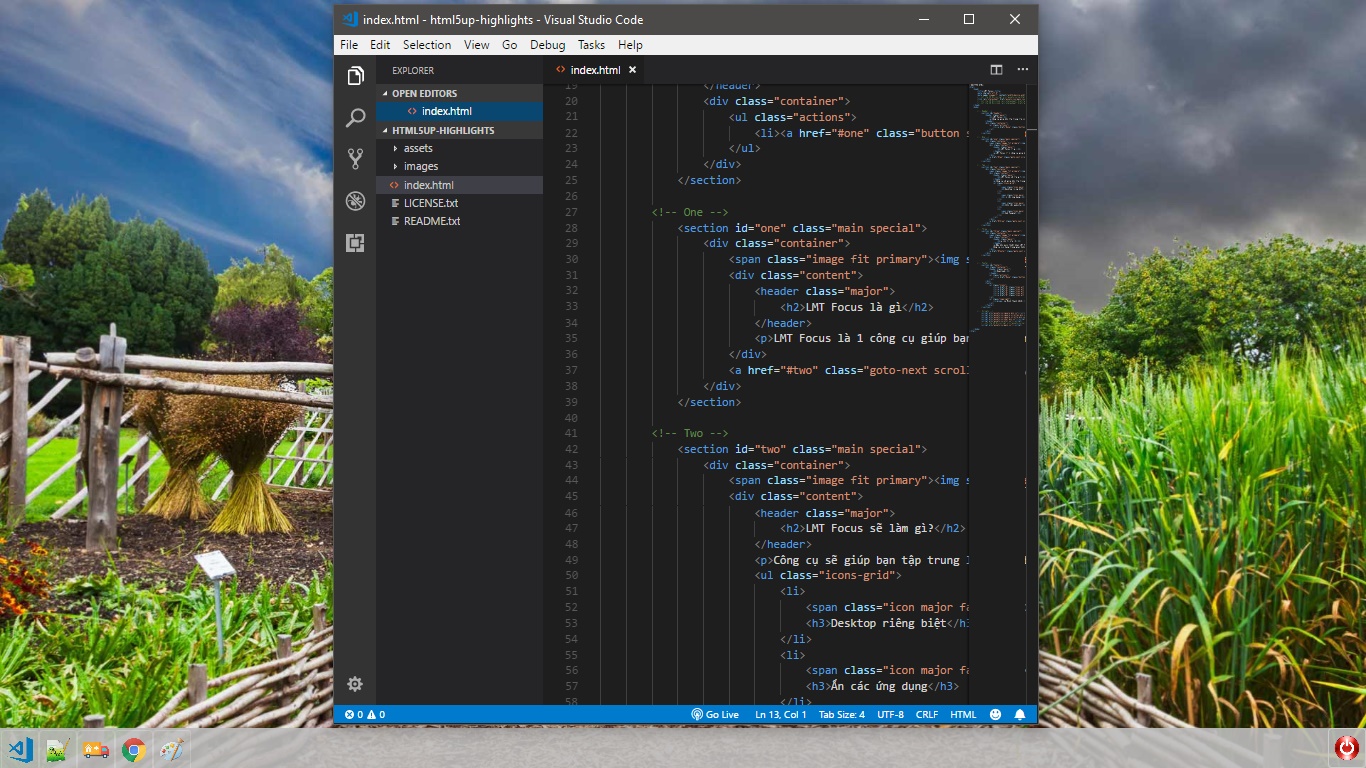 index.html - html5up-highlights - Visual Studio Code
File Edit Selection View Go Debug Tasks Help
EXPLORER
OPEN EDITORS
index.html
HTML5UP-HIGHLIGHTS
assets
images
index.html
LICENSE.txt
README.txt
index.html
19 </header>
20 <div class="container">
21 <ul class="actions">
22 <li><a href="#one" class="button s
23 </ul>
24 </div>
25 </section>
26
27 <!-- One -->
28 <section id="one" class="main special">
29 <div class="container">
30 <span class="image fit primary"><img s
31 <div class="content">
32 <header class="major">
33 <h2>LMT Focus là gì</h2>
34 </header>
35 <p>LMT Focus là 1 công cụ giúp bạn
36 </div>
37 <a href="#two" class="goto-next scroll
38 </div>
39 </section>
40
41 <!-- Two -->
42 <section id="two" class="main special">
43 <div class="container">
44 <span class="image fit primary"><img s
45 <div class="content">
46 <header class="major">
47 <h2>LMT Focus sẽ làm gì?</h2>
48 </header>
49 <p>Công cụ sẽ giúp bạn tập trung l
50 <ul class="icons-grid">
51 <li>
52 <span class="icon major fa
53 <h3>Desktop riêng biệt</h3
54 </li>
55 <li>
56 <span class="icon major fa
57 <h3>Ẩn các ứng dụng</h3>
58 </li>
0 0 Go Live Ln 13, Col 1 Tab Size: 4 UTF-8 CRLF HTML